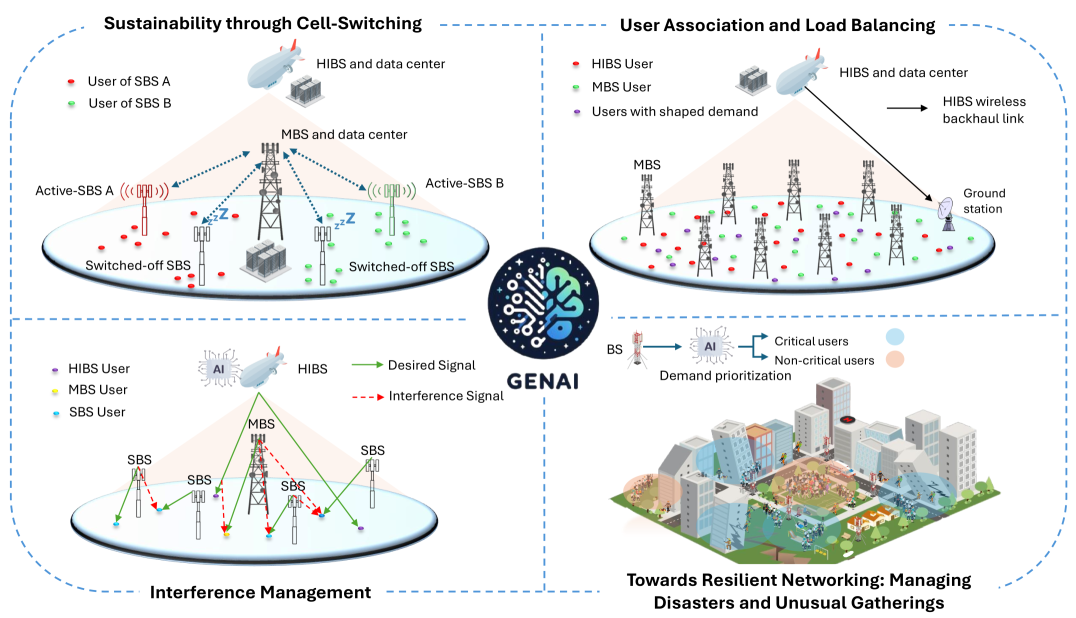 Sustainability through Cell-Switching
User of SBS A
User of SBS B
HIBS and data center
MBS and data center
Active-SBS A
Active-SBS B
zzZ
zzZ
Switched-off SBS
Switched-off SBS
User Association and Load Balancing
HIBS User
MBS User
Users with shaped demand
HIBS and data center
HIBS wireless
backhaul link
MBS
Ground
station
GENAI
HIBS User
MBS User
SBS User
AI
HIBS
Desired Signal
Interference Signal
MBS
SBS
SBS
SBS
SBS
Interference Management
BS
AI
Critical users
Non-critical users
Demand prioritization
Towards Resilient Networking: Managing
Disasters and Unusual Gatherings